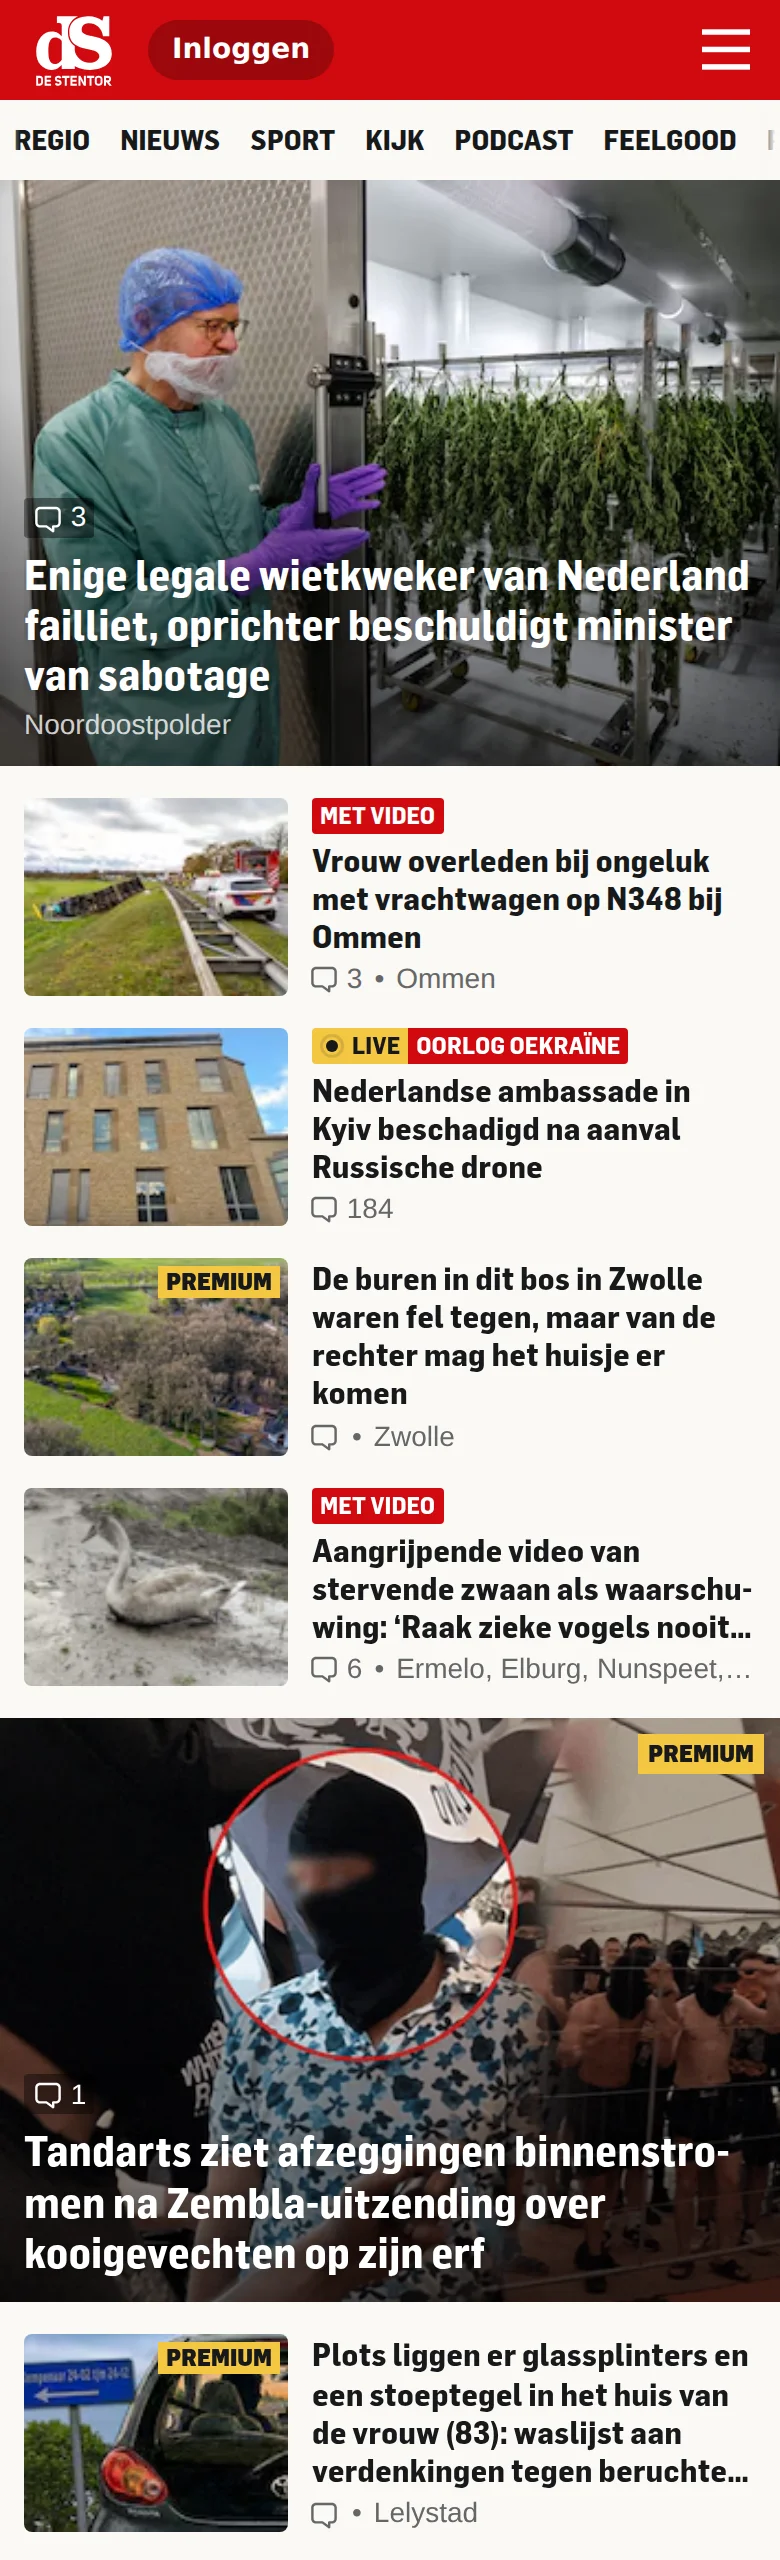 dS
DE STENTOR
Inloggen
REGIO NIEUWS SPORT KIJK PODCAST FEELGOOD
3
Enige legale wietkweker van Nederland
failliet, oprichter beschuldigt minister
van sabotage
Noordoostpolder
MET VIDEO
Vrouw overleden bij ongeluk
met vrachtwagen op N348 bij
Ommen
3 • Ommen
LIVE OORLOG OEKRAÏNE
Nederlandse ambassade in
Kyiv beschadigd na aanval
Russische drone
184
PREMIUM
De buren in dit bos in Zwolle
waren fel tegen, maar van de
rechter mag het huisje er
komen
• Zwolle
MET VIDEO
Aangrijpende video van
stervende zwaan als waarschu-
wing: ‘Raak zieke vogels nooit...
6 • Ermelo, Elburg, Nunspeet,...
PREMIUM
1
Tandarts ziet afzeggingen binnenstro-
men na Zembla-uitzending over
kooigevechten op zijn erf
PREMIUM
Plots liggen er glassplinters en
een stoeptegel in het huis van
de vrouw (83): waslijst aan
verdenkingen tegen beruchte...
• Lelystad